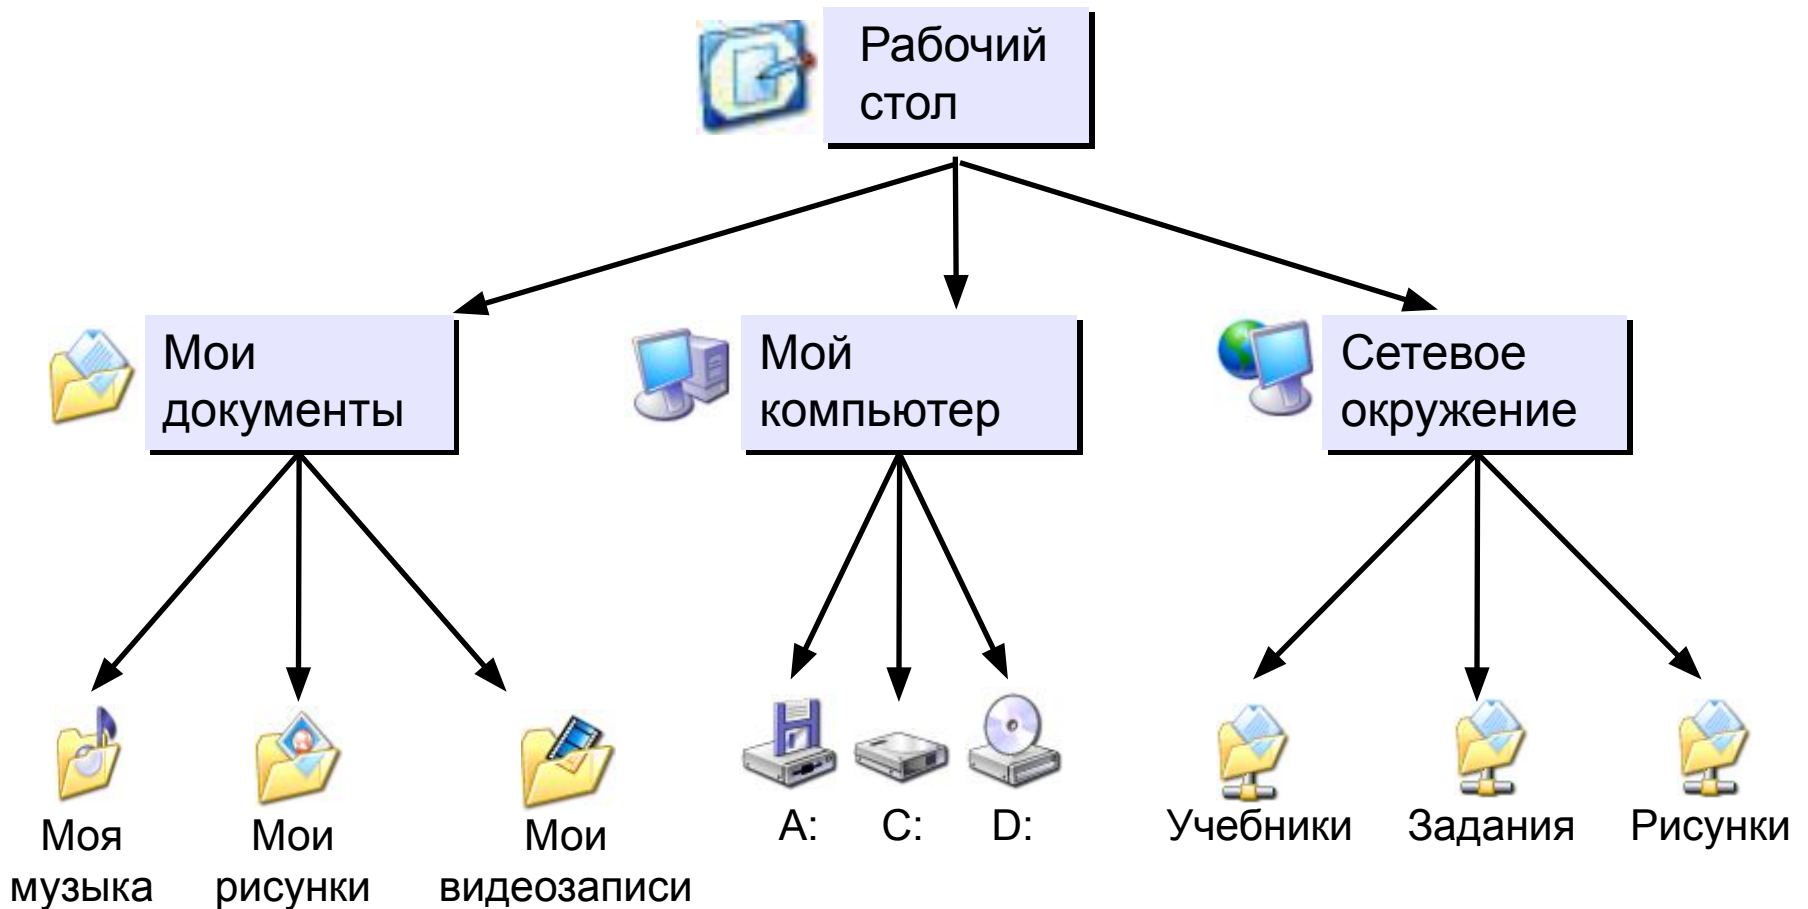 Рабочий
стол
Мои
документы
Мой
компьютер
Сетевое
окружение
Моя
музыка
Мои
рисунки
Мои
видеозаписи
A:
C:
D:
Учебники
Задания
Рисунки